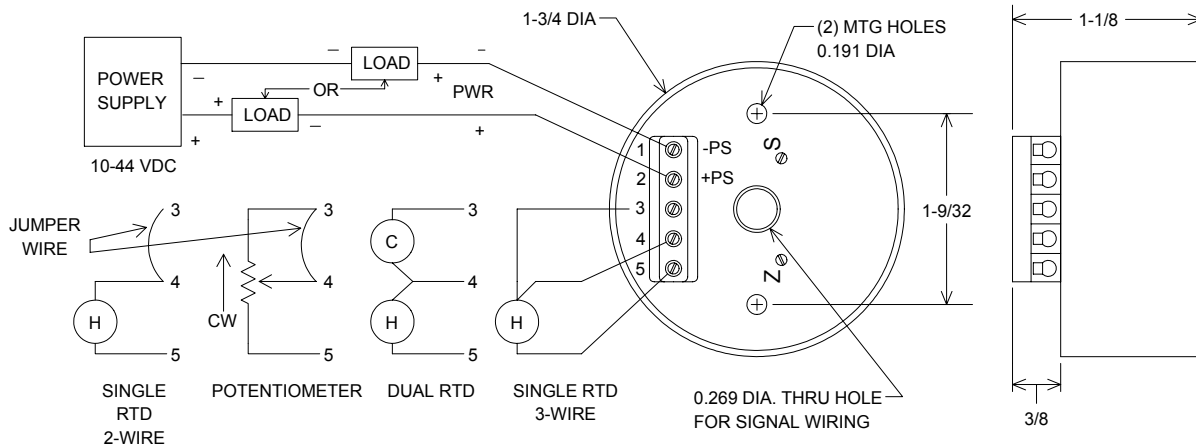 1-3/4 DIA
(2) MTG HOLES
0.191 DIA
1-1/8
POWER
SUPPLY
10-44 VDC
–
–
LOAD
–
+
PWR
OR
+
+
LOAD
–
+
1
2
3
4
5
-PS
+PS
S
Z
1-9/32
JUMPER
WIRE
3
4
5
H
SINGLE
RTD
2-WIRE
3
4
5
CW
POTENTIOMETER
3
4
5
C
H
DUAL RTD
H
SINGLE RTD
3-WIRE
0.269 DIA. THRU HOLE
FOR SIGNAL WIRING
3/8